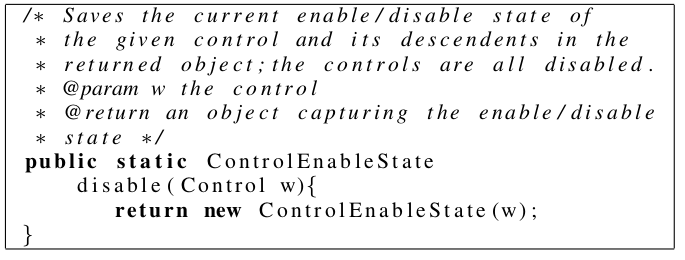 /* Saves the current enable/disable state of
* the given control and its descendents in the
* returned object;the controls are all disabled.
* @param w the control
* @return an object capturing the enable/disable
* state */
public static ControlEnableState
disable(Control w){
return new ControlEnableState(w);
}